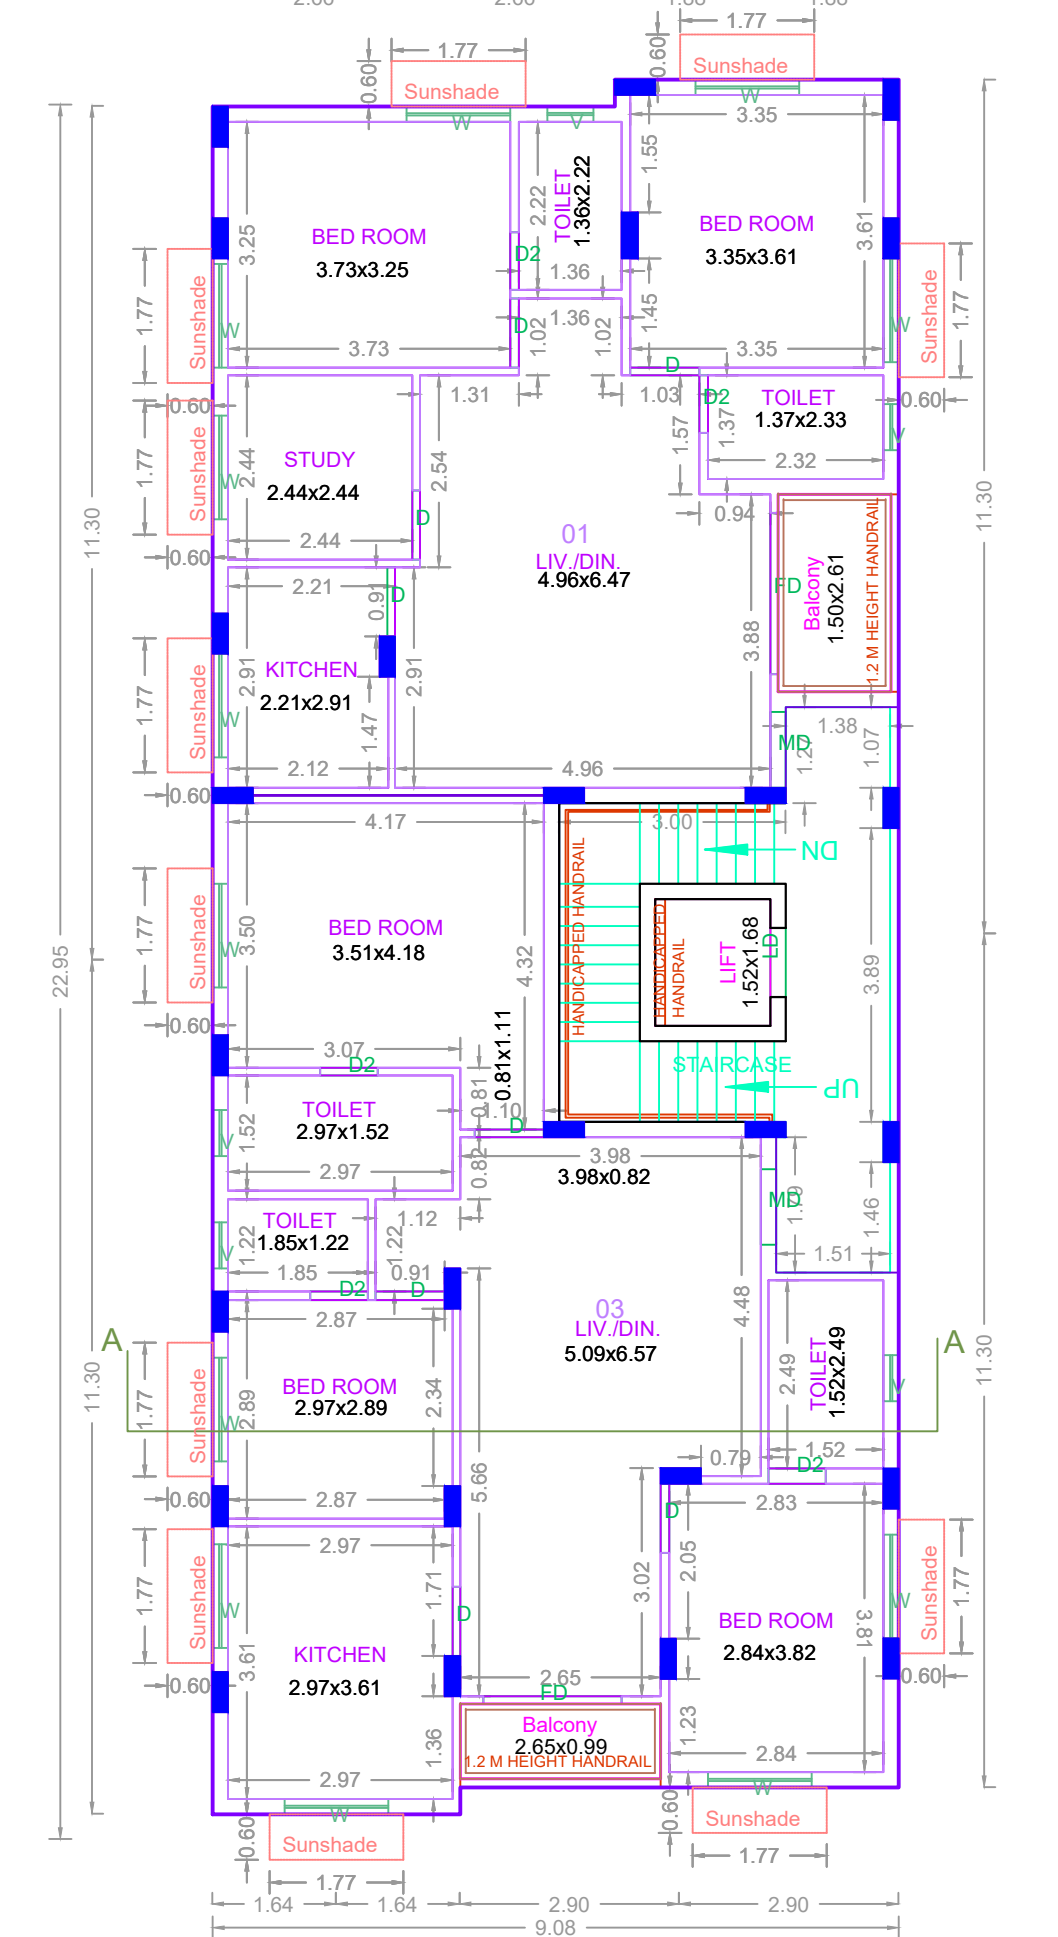 1.77
0.60
Sunshade
W
1.77
0.60
Sunshade
W
V
3.35
1.55
3.25
2.22
TOILET
1.36x2.22
BED ROOM
3.73x3.25
D2
1.36
BED ROOM
3.35x3.61
3.61
1.77
Sunshade
W
3.73
D
1.36
1.02
1.02
1.45
3.35
W
Sunshade
1.77
0.60
1.31
1.03
D
D2
TOILET
1.37x2.33
0.60
1.77
Sunshade
W
2.44
STUDY
2.44x2.44
2.54
1.57
1.37
2.32
V
2.44
D
0.94
0.60
11.30
11.30
01
LIV./DIN.
4.96x6.47
FD
Balcony
1.50x2.61
1.2 M HEIGHT HANDRAIL
2.21
0.91
D
KITCHEN
2.21x2.91
2.91
2.91
3.88
1.77
Sunshade
W
1.47
MD
1.38
1.07
2.12
4.96
0.60
4.17
3.00
DN
HANDICAPPED HANDRAIL
BED ROOM
3.51x4.18
3.50
4.32
1.77
Sunshade
W
22.95
HANDICAPPED
HANDRAIL
LIFT
1.52x1.68
LD
3.89
0.60
3.07
D2
0.81
0.81x1.11
STAIRCASE
UP
TOILET
2.97x1.52
1.52
V
1.10
D
2.97
0.82
3.98
3.98x0.82
MD
1.46
TOILET
1.85x1.22
1.22
V
1.12
1.22
1.51
1.85
0.91
D2
D
2.87
03
LIV./DIN.
5.09x6.57
4.48
A
A
11.30
11.30
BED ROOM
2.97x2.89
2.89
2.34
1.77
Sunshade
W
2.49
TOILET
1.52x2.49
V
0.79
1.52
D2
0.60
2.87
5.66
D
2.83
2.97
1.71
3.02
2.05
1.77
Sunshade
W
D
BED ROOM
2.84x3.82
3.81
W
Sunshade
1.77
KITCHEN
2.97x3.61
3.61
0.60
2.65
FD
0.60
Balcony
2.65x0.99
1.2 M HEIGHT HANDRAIL
1.36
1.23
2.84
2.97
W
W
0.60
Sunshade
1.77
0.60
Sunshade
1.77
1.64
1.64
2.90
2.90
9.08